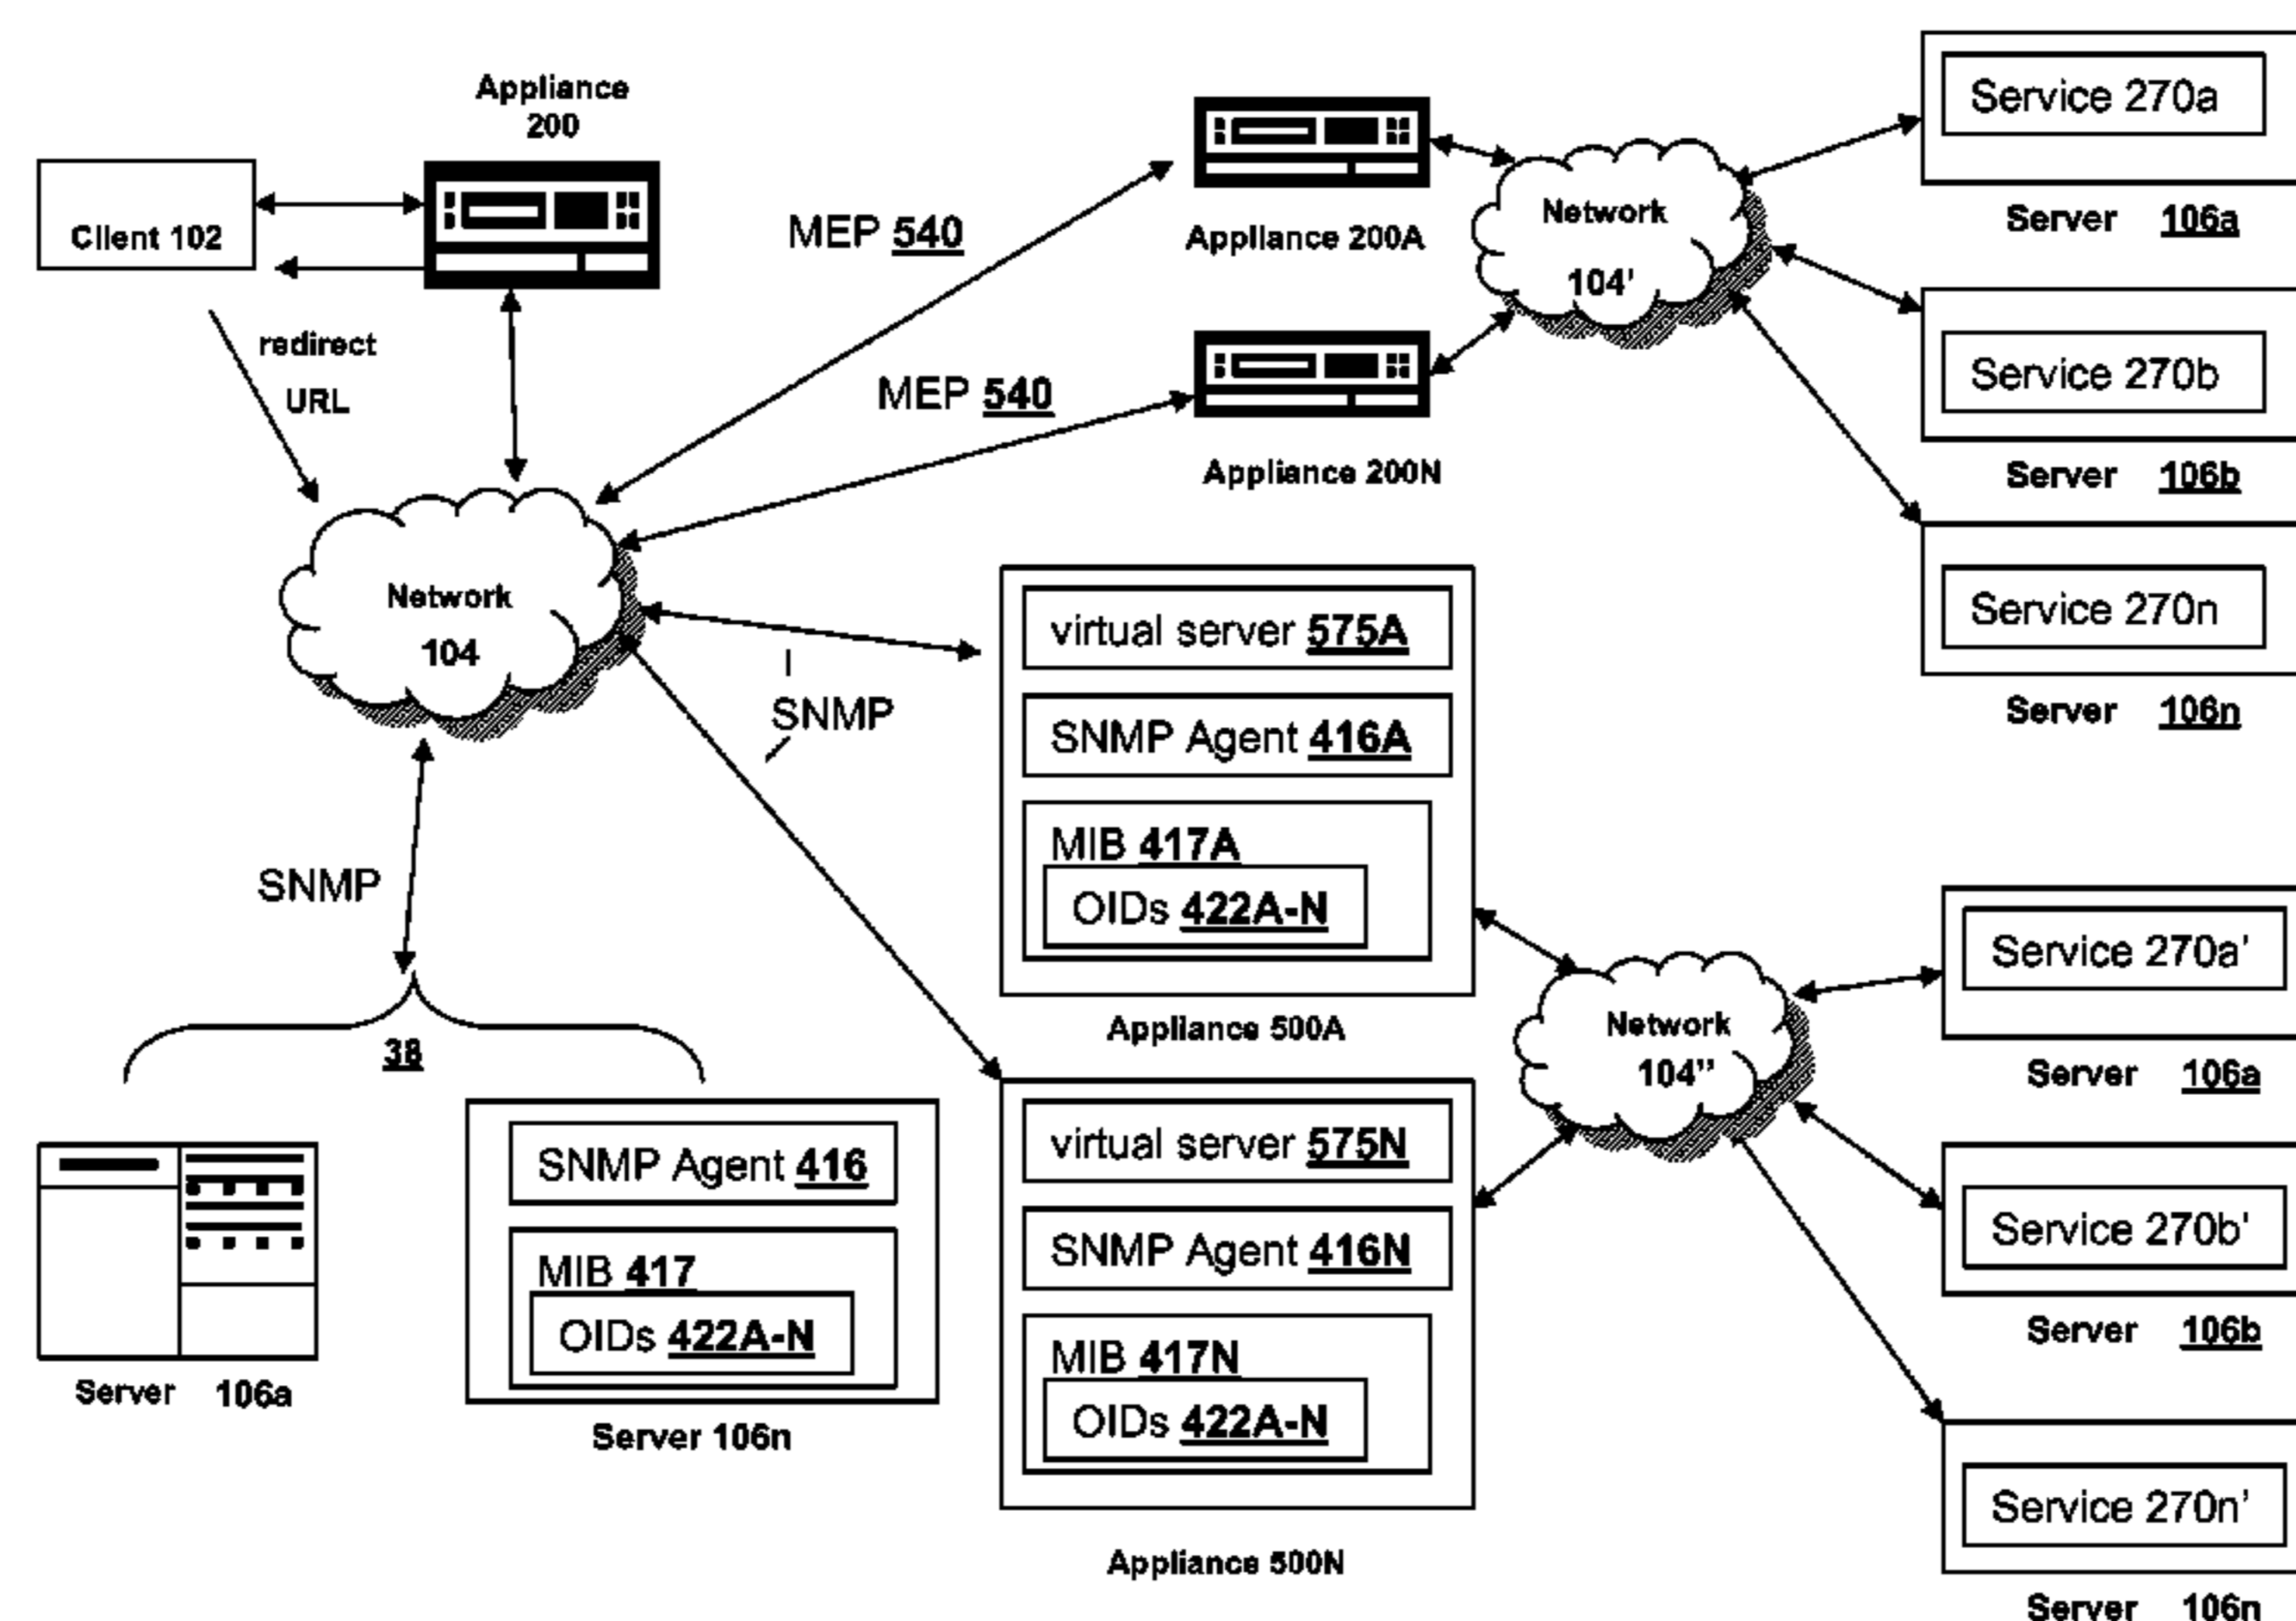 Appliance
200
Client 102
redirect
URL
MEP 540
MEP 540
Appliance 200A
Appliance 200N
Network
104'
Service 270a
Server 106a
Service 270b
Server 106b
Service 270n
Server 106n
Network
104
SNMP
SNMP
38
Server 106a
SNMP Agent 416
MIB 417
OIDs 422A-N
Server 106n
virtual server 575A
SNMP Agent 416A
MIB 417A
OIDs 422A-N
Appliance 500A
virtual server 575N
SNMP Agent 416N
MIB 417N
OIDs 422A-N
Appliance 500N
Network
104''
Service 270a'
Server 106a
Service 270b'
Server 106b
Service 270n'
Server 106n